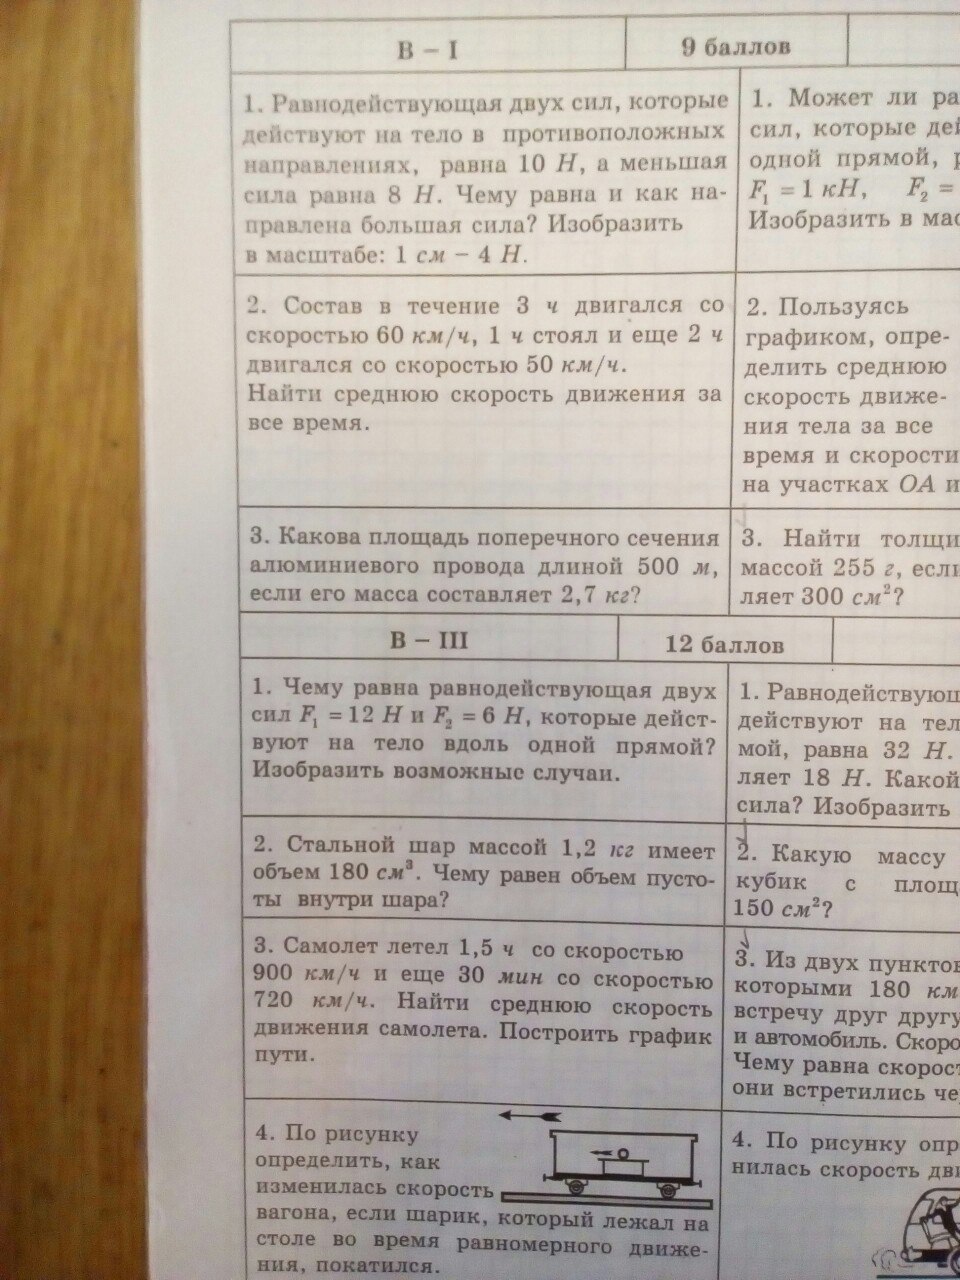 В – I
9 баллов
1. Равнодействующая двух сил, которые
действуют на тело в противоположных
направлениях, равна 10 Н, а меньшая
сила равна 8 Н. Чему равна и как на-
правлена большая сила? Изобразить
в масштабе: 1 см – 4 Н.
1. Может ли ра
сил, которые дей
одной прямой, р
F₁ = 1 кН, F₂ =
Изобразить в мас
2. Состав в течение 3 ч двигался со
скоростью 60 км/ч, 1 ч стоял и еще 2 ч
двигался со скоростью 50 км/ч.
Найти среднюю скорость движения за
все время.
2. Пользуясь
графиком, опре-
делить среднюю
скорость движе-
ния тела за все
время и скорости
на участках ОА и
3. Какова площадь поперечного сечения
алюминиевого провода длиной 500 м,
если его масса составляет 2,7 кг?
3. Найти толщи
массой 255 г, если
ляет 300 см²?
В – III
12 баллов
1. Чему равна равнодействующая двух
сил F₁ = 12 Н и F₂ = 6 Н, которые дейст-
вуют на тело вдоль одной прямой?
Изобразить возможные случаи.
1. Равнодействующ
действуют на тел
мой, равна 32 Н.
ляет 18 Н. Какой
сила? Изобразить
2. Стальной шар массой 1,2 кг имеет
объем 180 см³. Чему равен объем пусто-
ты внутри шара?
2. Какую массу
кубик с площ
150 см²?
3. Самолет летел 1,5 ч со скоростью
900 км/ч и еще 30 мин со скоростью
720 км/ч. Найти среднюю скорость
движения самолета. Построить график
пути.
3. Из двух пунктов
которыми 180 км
встречу друг другу
и автомобиль. Скоро
Чему равна скорост
они встретились че
4. По рисунку
определить, как
изменилась скорость
вагона, если шарик, который лежал на
столе во время равномерного движе-
ния, покатился.
4. По рисунку опр
нилась скорость дви